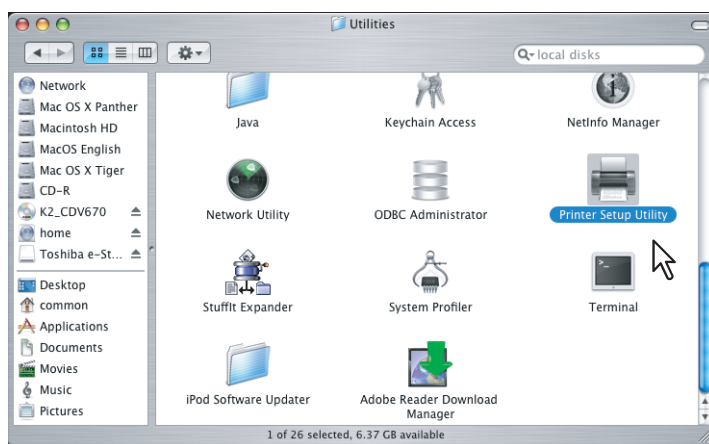 Utilities
local disks
Network
Mac OS X Panther
Macintosh HD
MacOS English
Mac OS X Tiger
CD-R
K2_CDV670
home
Toshiba e-St...
Desktop
common
Applications
Documents
Movies
Music
Pictures
Java
Keychain Access
NetInfo Manager
Network Utility
ODBC Administrator
Printer Setup Utility
StuffIt Expander
System Profiler
Terminal
iPod Software Updater
Adobe Reader Download
Manager
1 of 26 selected, 6.37 GB available